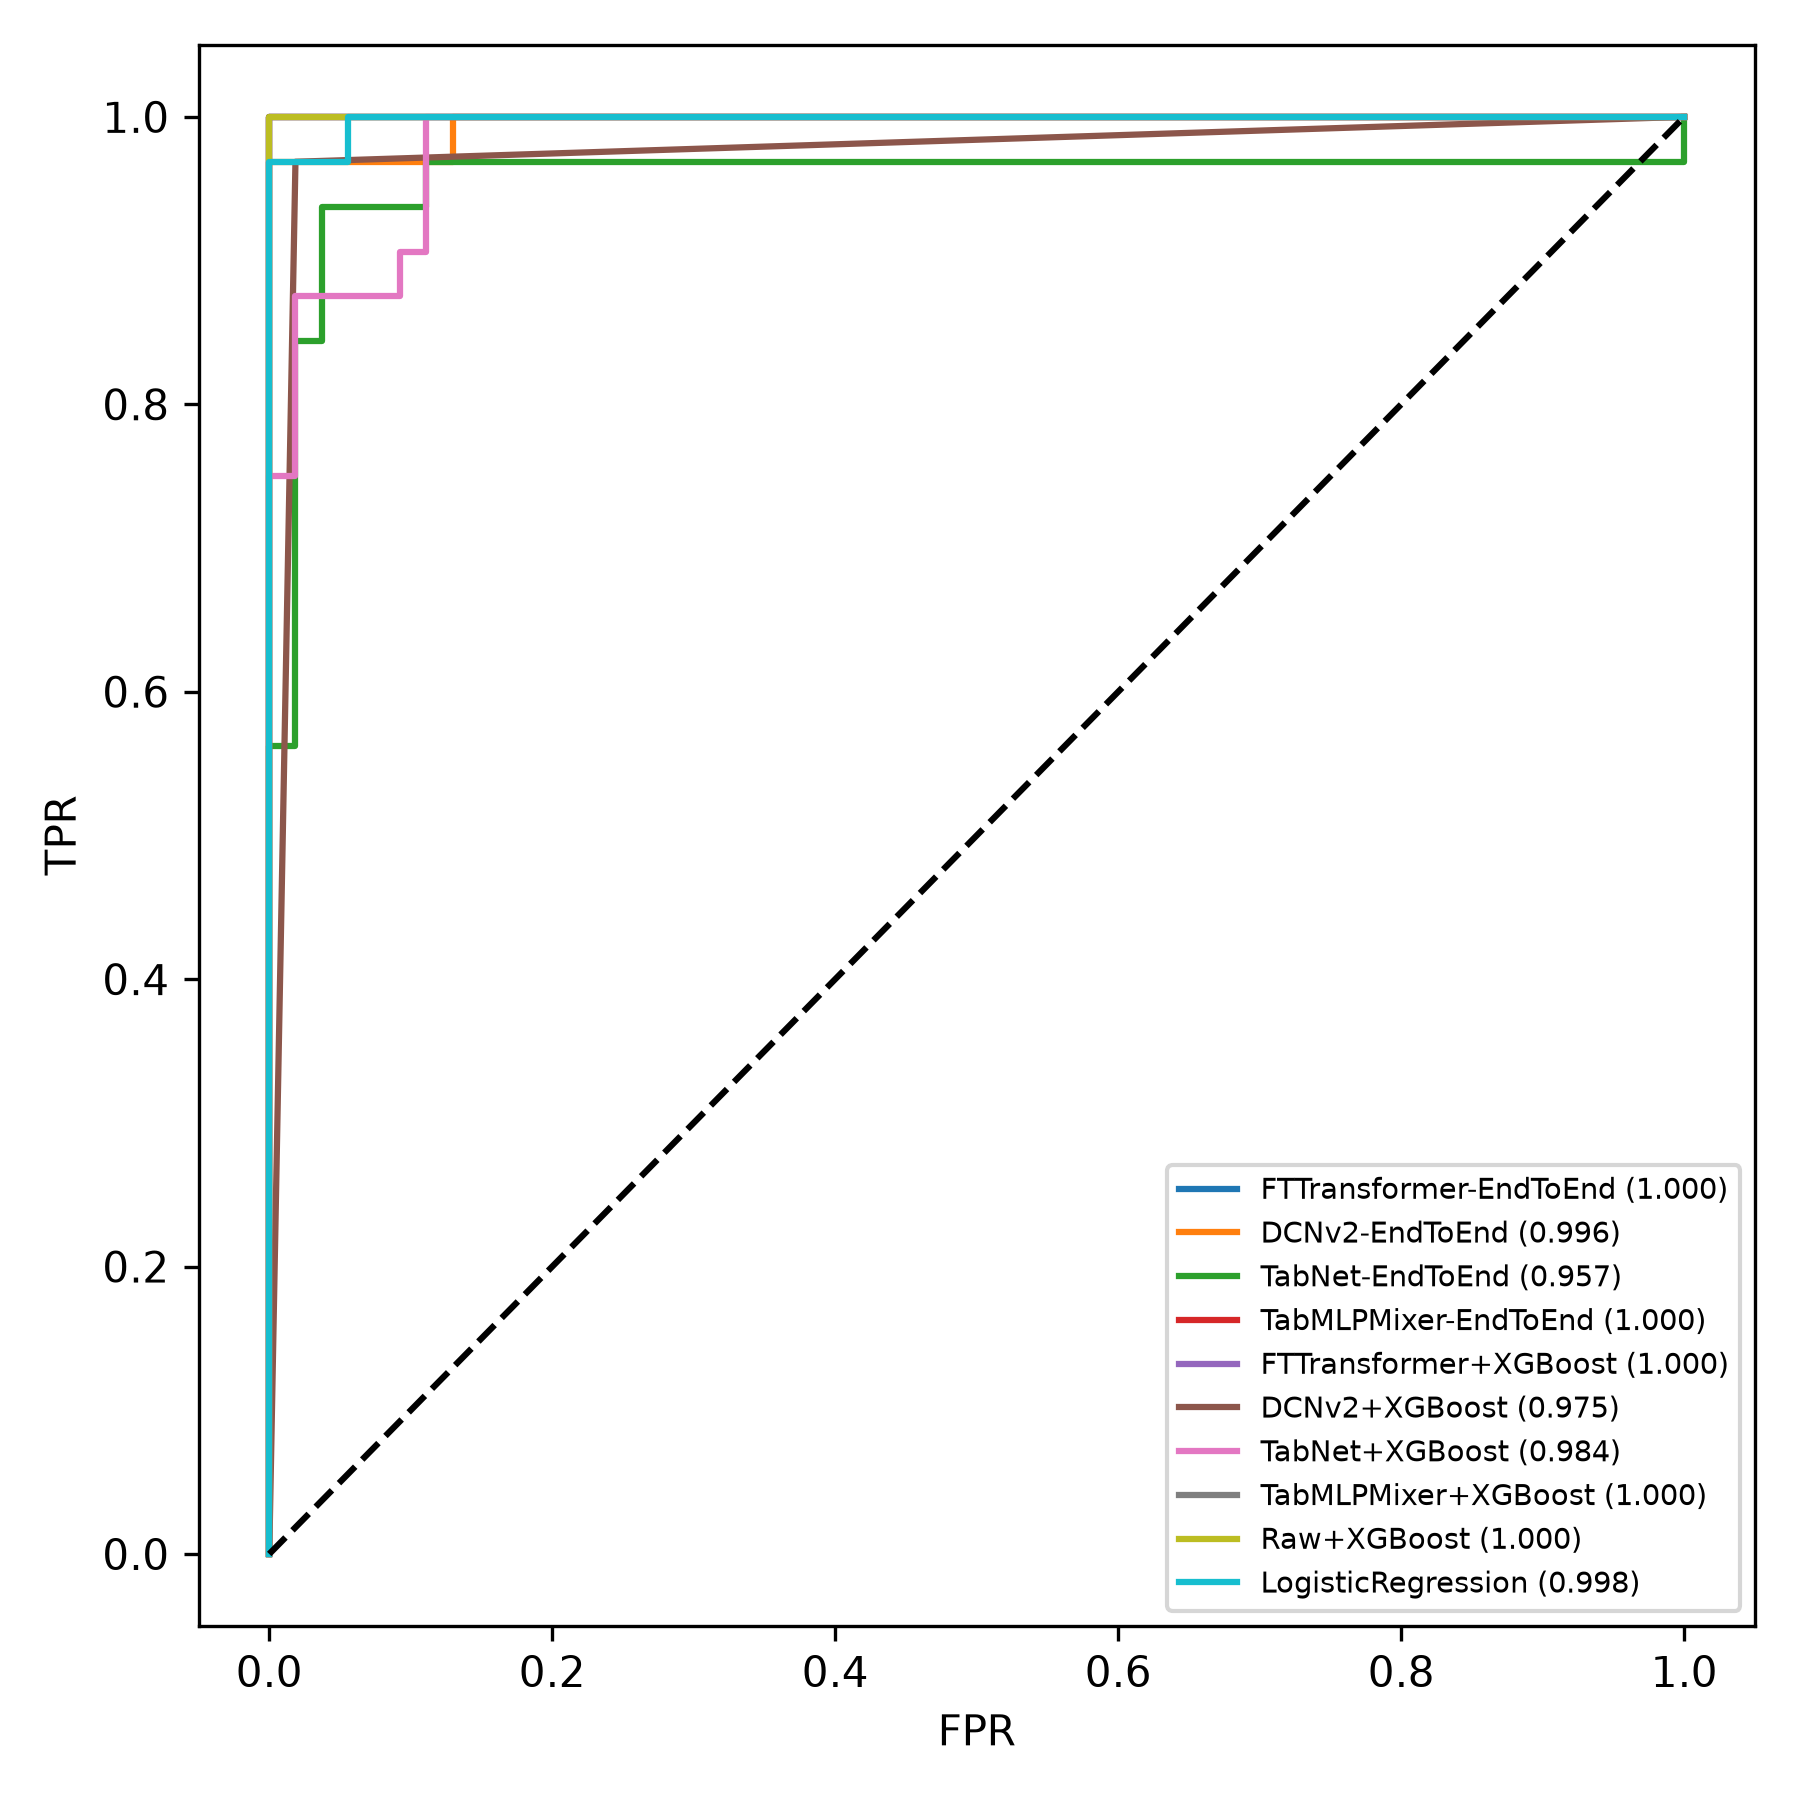 1.0
0.8
0.6
0.4
0.2
0.0
TPR
0.0 0.2 0.4 0.6 0.8 1.0
FPR
FTTransformer-EndToEnd (1.000)
DCNv2-EndToEnd (0.996)
TabNet-EndToEnd (0.957)
TabMLPMixer-EndToEnd (1.000)
FTTransformer+XGBoost (1.000)
DCNv2+XGBoost (0.975)
TabNet+XGBoost (0.984)
TabMLPMixer+XGBoost (1.000)
Raw+XGBoost (1.000)
LogisticRegression (0.998)